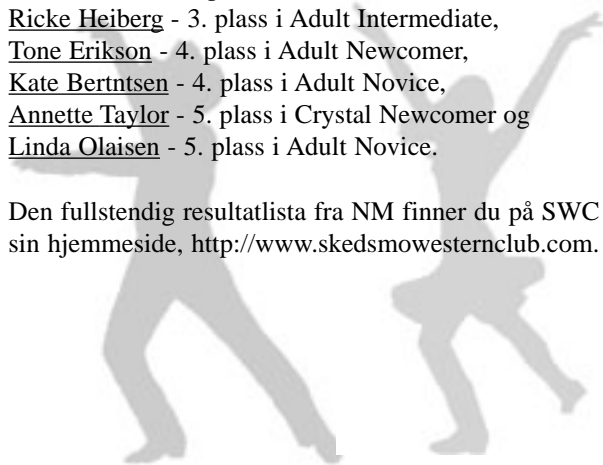 Ricke Heiberg - 3. plass i Adult Intermediate,
Tone Erikson - 4. plass i Adult Newcomer,
Kate Bertntsen - 4. plass i Adult Novice,
Annette Taylor - 5. plass i Crystal Newcomer og
Linda Olaisen - 5. plass i Adult Novice.
Den fullstendig resultatlista fra NM finner du på SWC
sin hjemmeside, http://www.skedsmowesternclub.com.